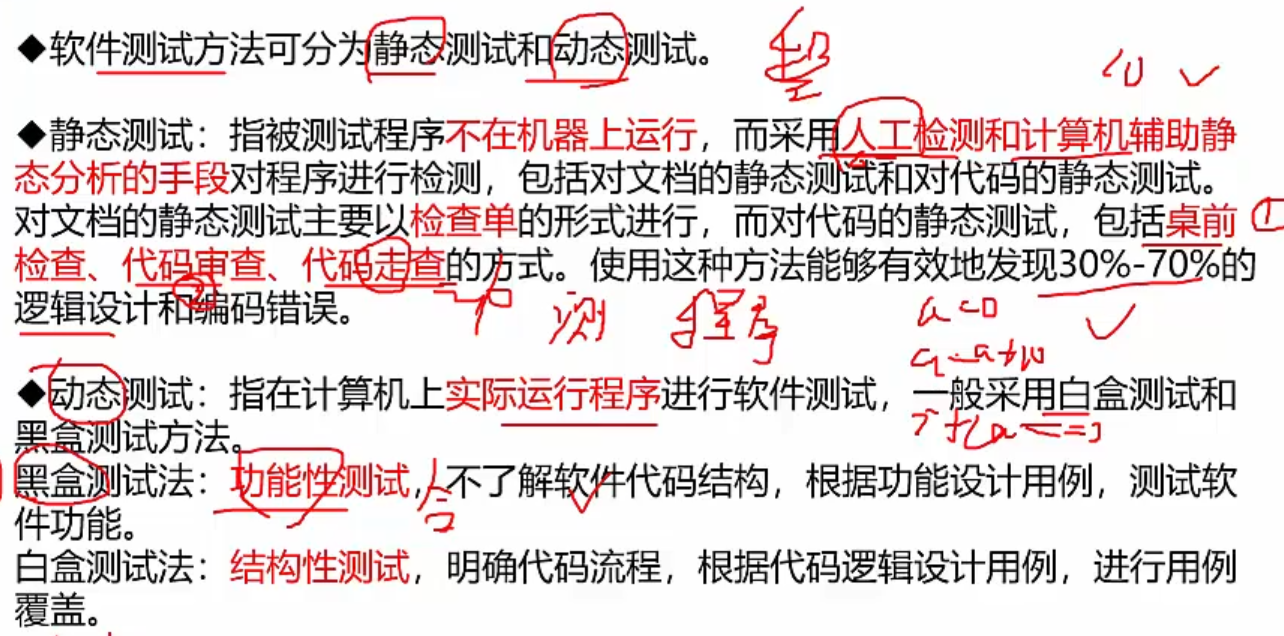 ◆软件测试方法可分为静态测试和动态测试。
◆静态测试：指被测试程序不在机器上运行，而采用人工检测和计算机辅助静
态分析的手段对程序进行检测，包括对文档的静态测试和对代码的静态测试。
对文档的静态测试主要以检查单的形式进行，而对代码的静态测试，包括桌前 ①
检查、代码审查、代码走查的方式。使用这种方法能够有效地发现30%-70%的
②
逻辑设计和编码错误。
测 程序
a=0
◆动态测试：指在计算机上实际运行程序进行软件测试，一般采用白盒测试和
黑盒测试方法。
黑盒测试法：功能性测试，不了解软件代码结构，根据功能设计用例，测试软
件功能。
白盒测试法：结构性测试，明确代码流程，根据代码逻辑设计用例，进行用例
覆盖。